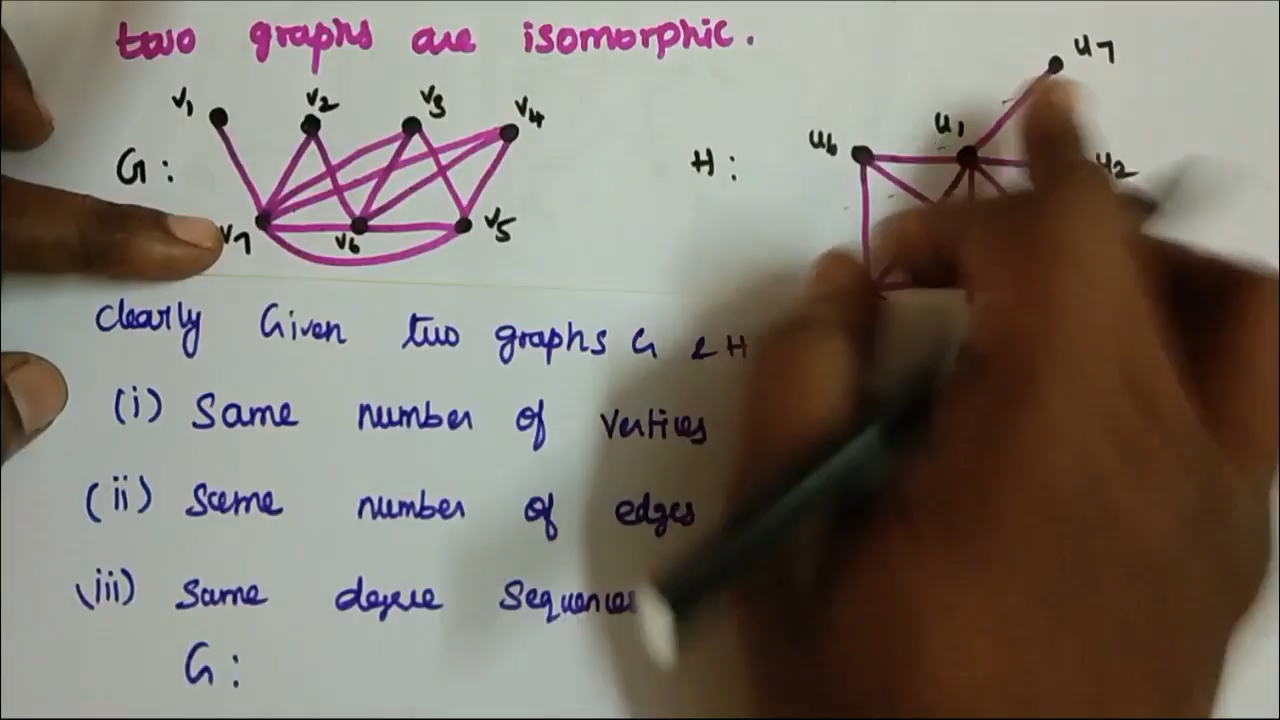 two graphs are isomorphic.
v1 v2 v3 v4
G:
v7 v6 v5
H:
u7
u6 u1 u2
clearly Given two graphs G & H
(i) Same number of vertices
(ii) Same number of edges
(iii) Same degree sequences
G: